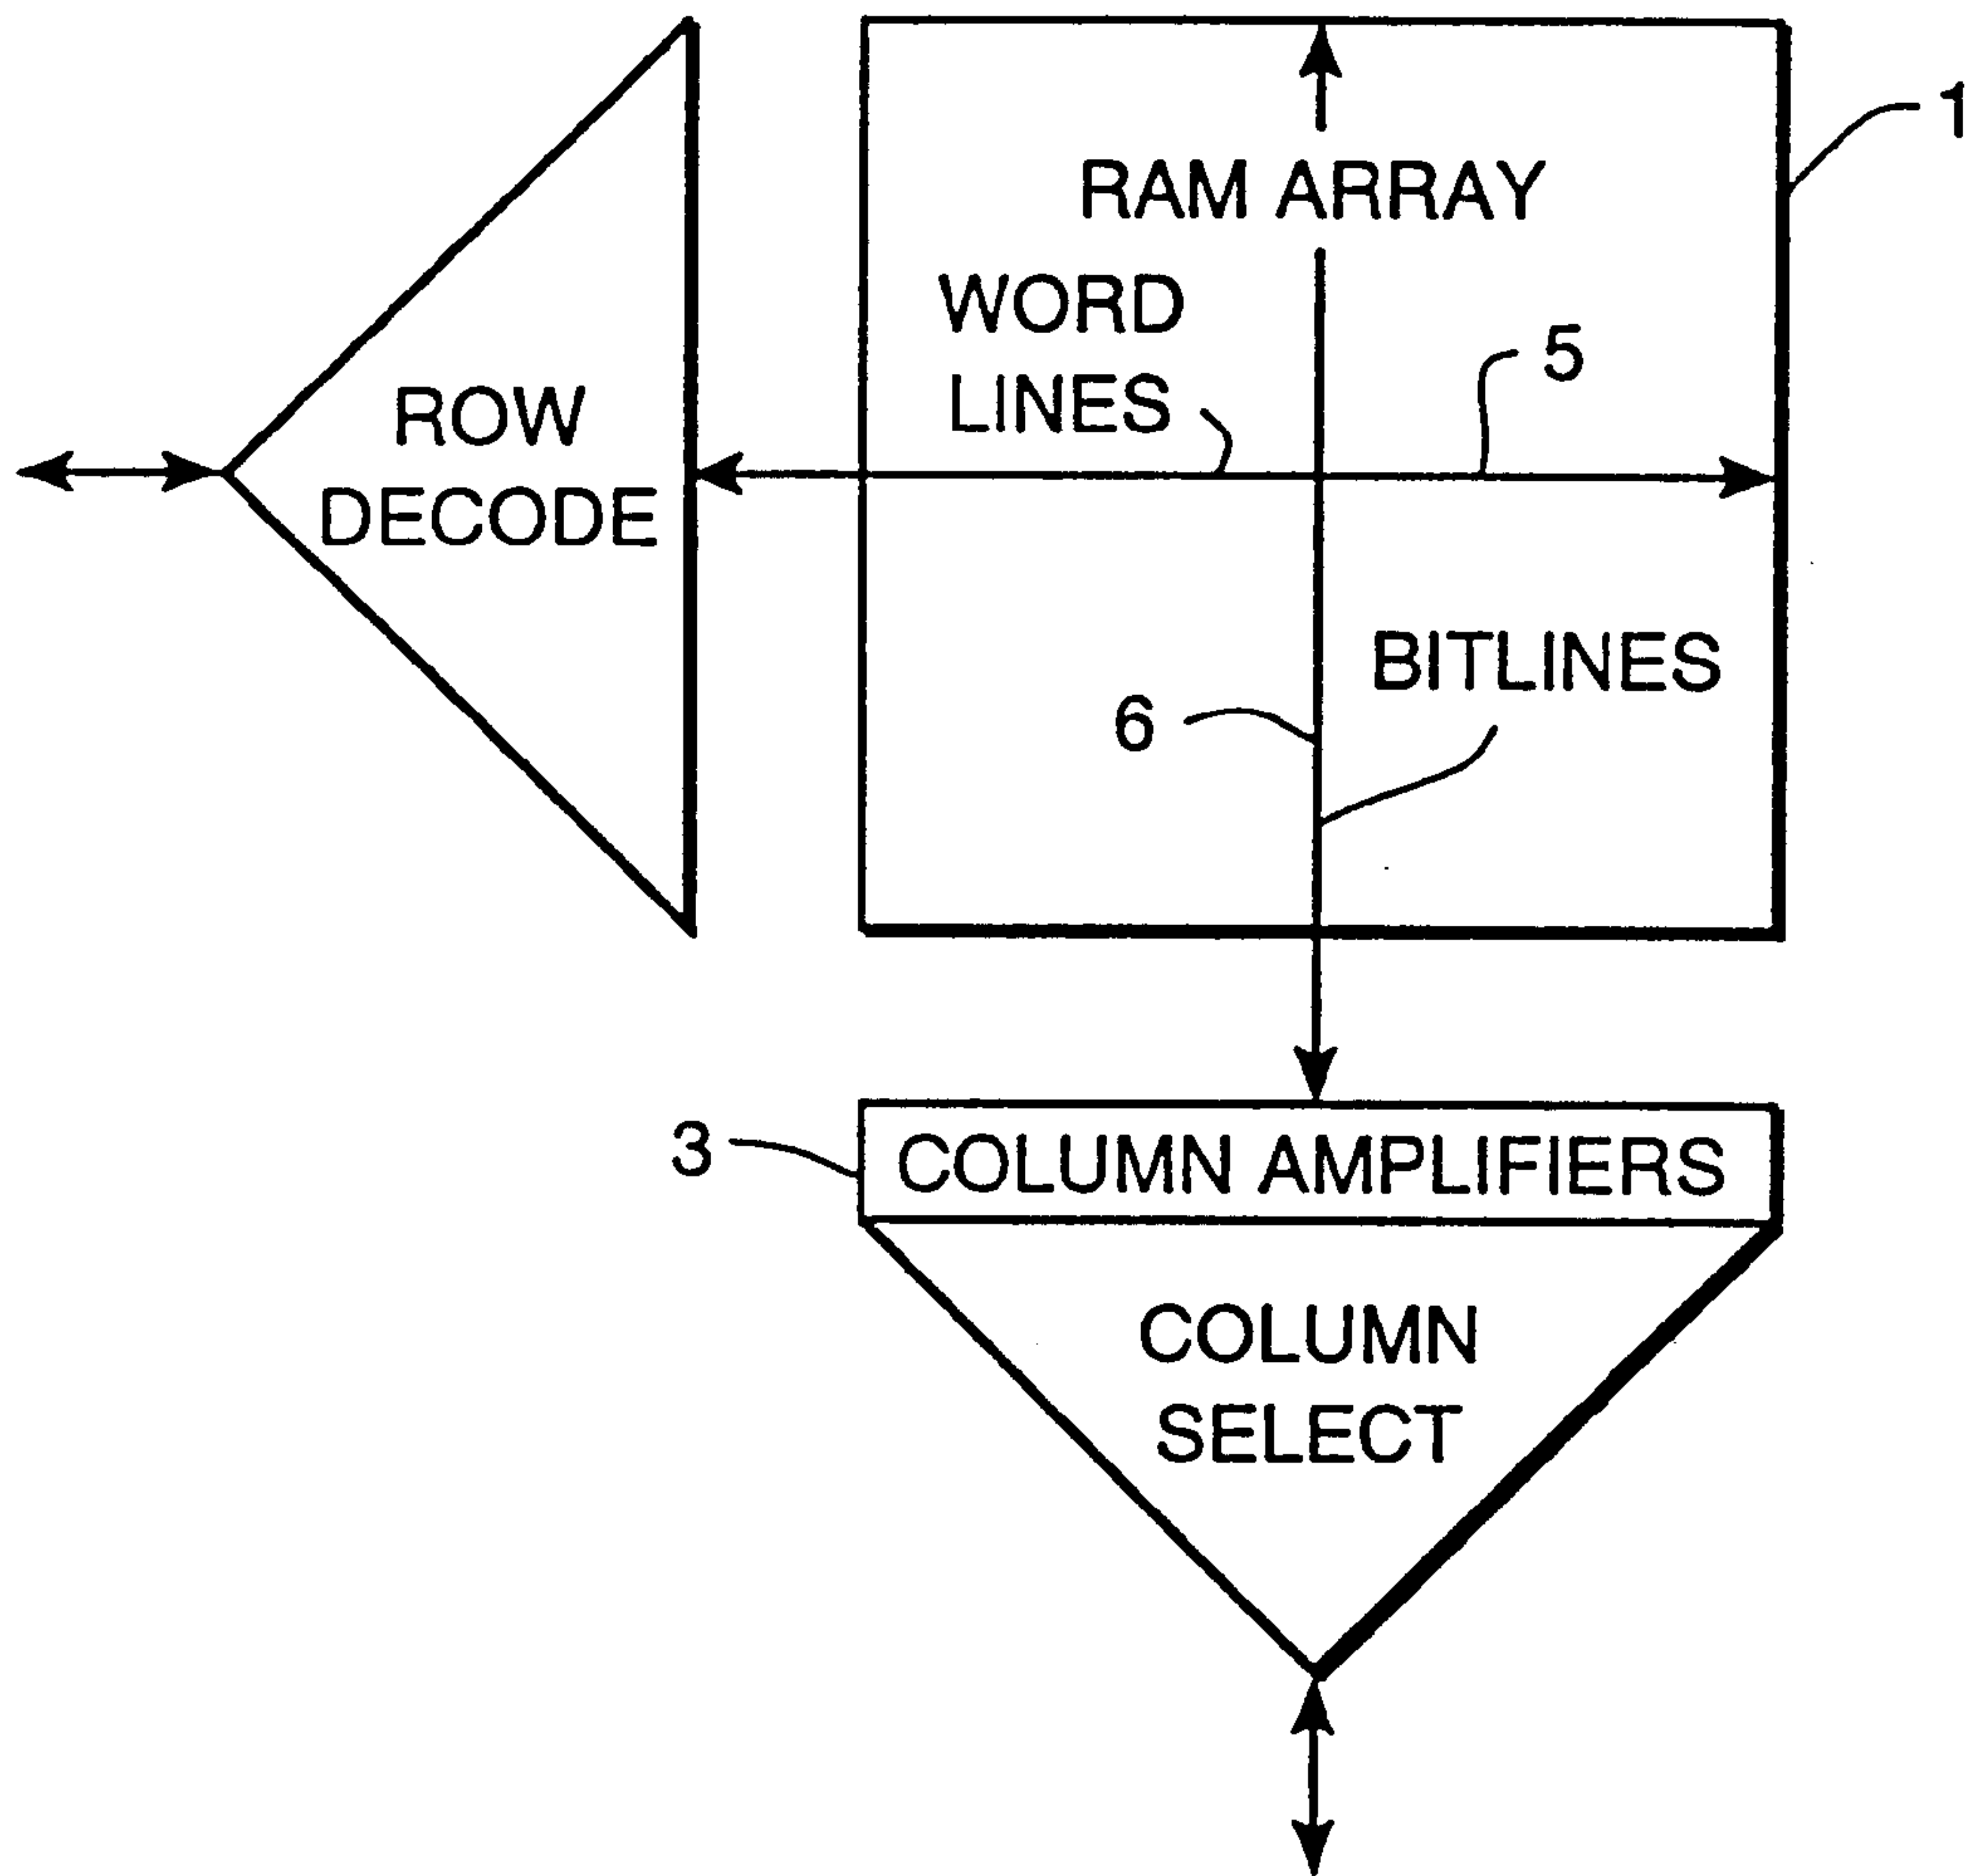 1
RAM ARRAY
WORD
LINES
5
ROW
DECODE
BITLINES
6
3
COLUMN AMPLIFIERS
COLUMN
SELECT